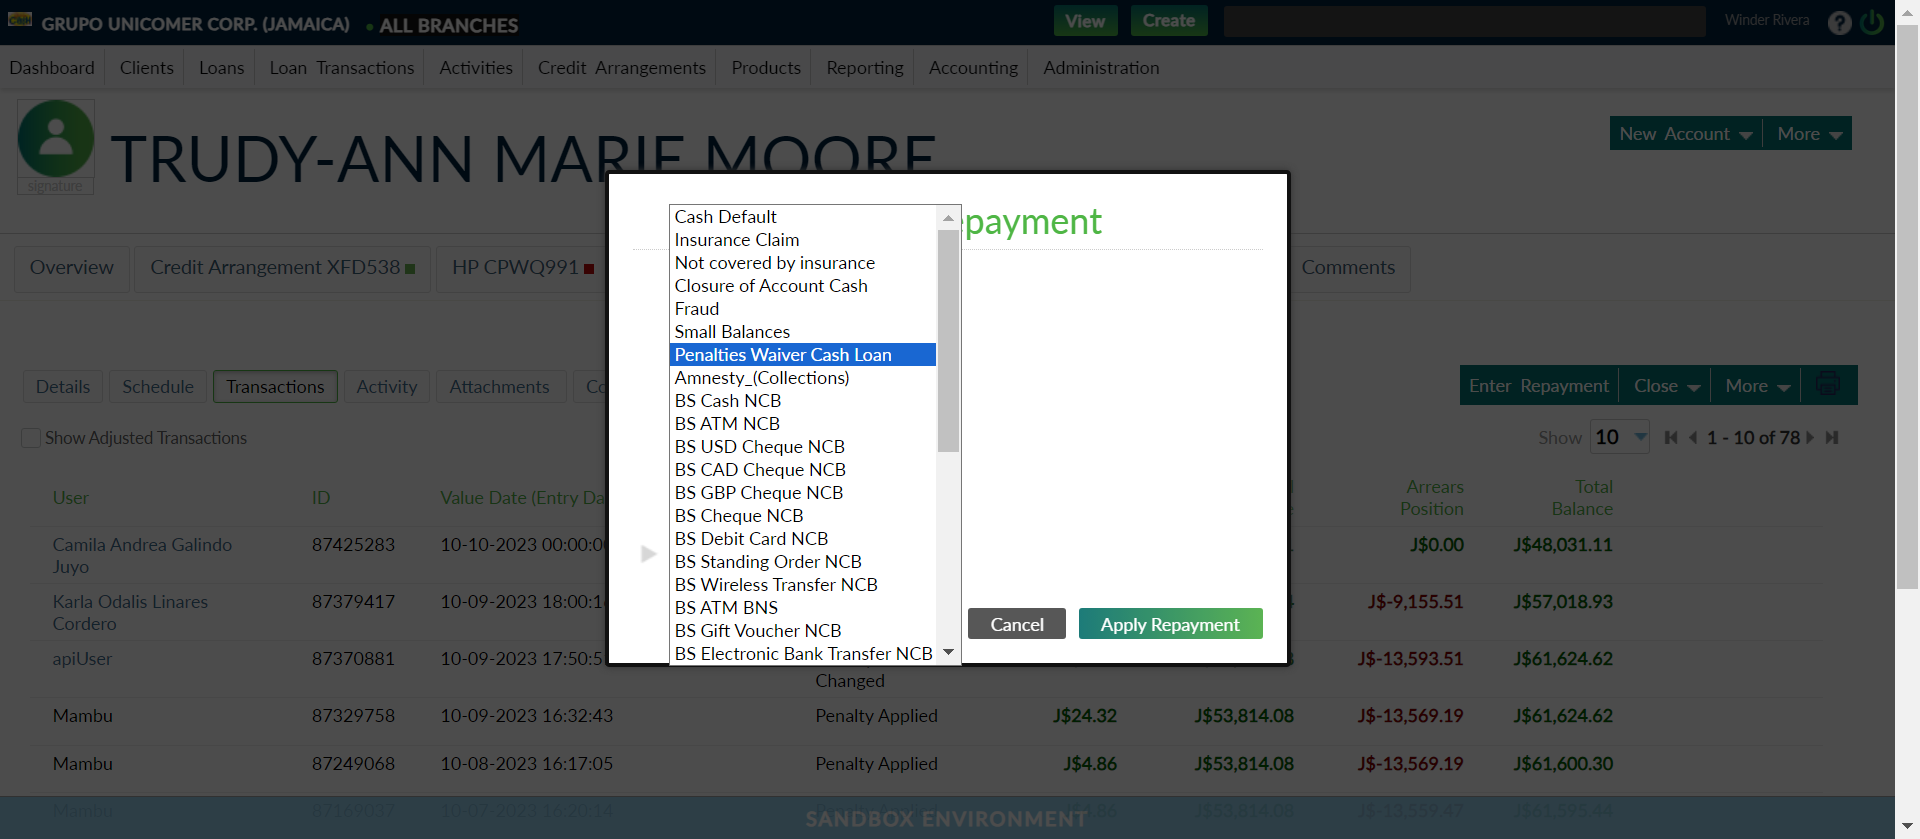 GRUPO UNICOMER CORP. (JAMAICA) • ALL BRANCHES View Create Winder Rivera ?
Dashboard Clients Loans Loan Transactions Activities Credit Arrangements Products Reporting Accounting Administration
TRUDY-ANN MARIE MOORE
New Account More
signature
Overview Credit Arrangement XFD538 HP CPWQ991 Comments
epayment
Cash Default
Insurance Claim
Not covered by insurance
Closure of Account Cash
Fraud
Small Balances
Penalties Waiver Cash Loan
Amnesty_(Collections)
BS Cash NCB
BS ATM NCB
BS USD Cheque NCB
BS CAD Cheque NCB
BS GBP Cheque NCB
BS Cheque NCB
BS Debit Card NCB
BS Standing Order NCB
BS Wireless Transfer NCB
BS ATM BNS
BS Gift Voucher NCB
BS Electronic Bank Transfer NCB
Cancel Apply Repayment
Details Schedule Transactions Activity Attachments Co
Enter Repayment Close More
Show Adjusted Transactions
Show 10 1 - 10 of 78
User ID Value Date (Entry Da Arrears Position Total Balance
Camila Andrea Galindo Juyo 87425283 10-10-2023 00:00:0 J$0.00 J$48,031.11
Karla Odalis Linares Cordero 87379417 10-09-2023 18:00:1 J$-9,155.51 J$57,018.93
apiUser 87370881 10-09-2023 17:50:5 Changed J$-13,593.51 J$61,624.62
Mambu 87329758 10-09-2023 16:32:43 Penalty Applied J$24.32 J$53,814.08 J$-13,569.19 J$61,624.62
Mambu 87249068 10-08-2023 16:17:05 Penalty Applied J$4.86 J$53,814.08 J$-13,569.19 J$61,600.30
Mambu 87169037 10-07-2023 16:20:14 Penalty Applied J$4.86 J$53,814.08 J$-13,559.47 J$61,595.44
SANDBOX ENVIRONMENT